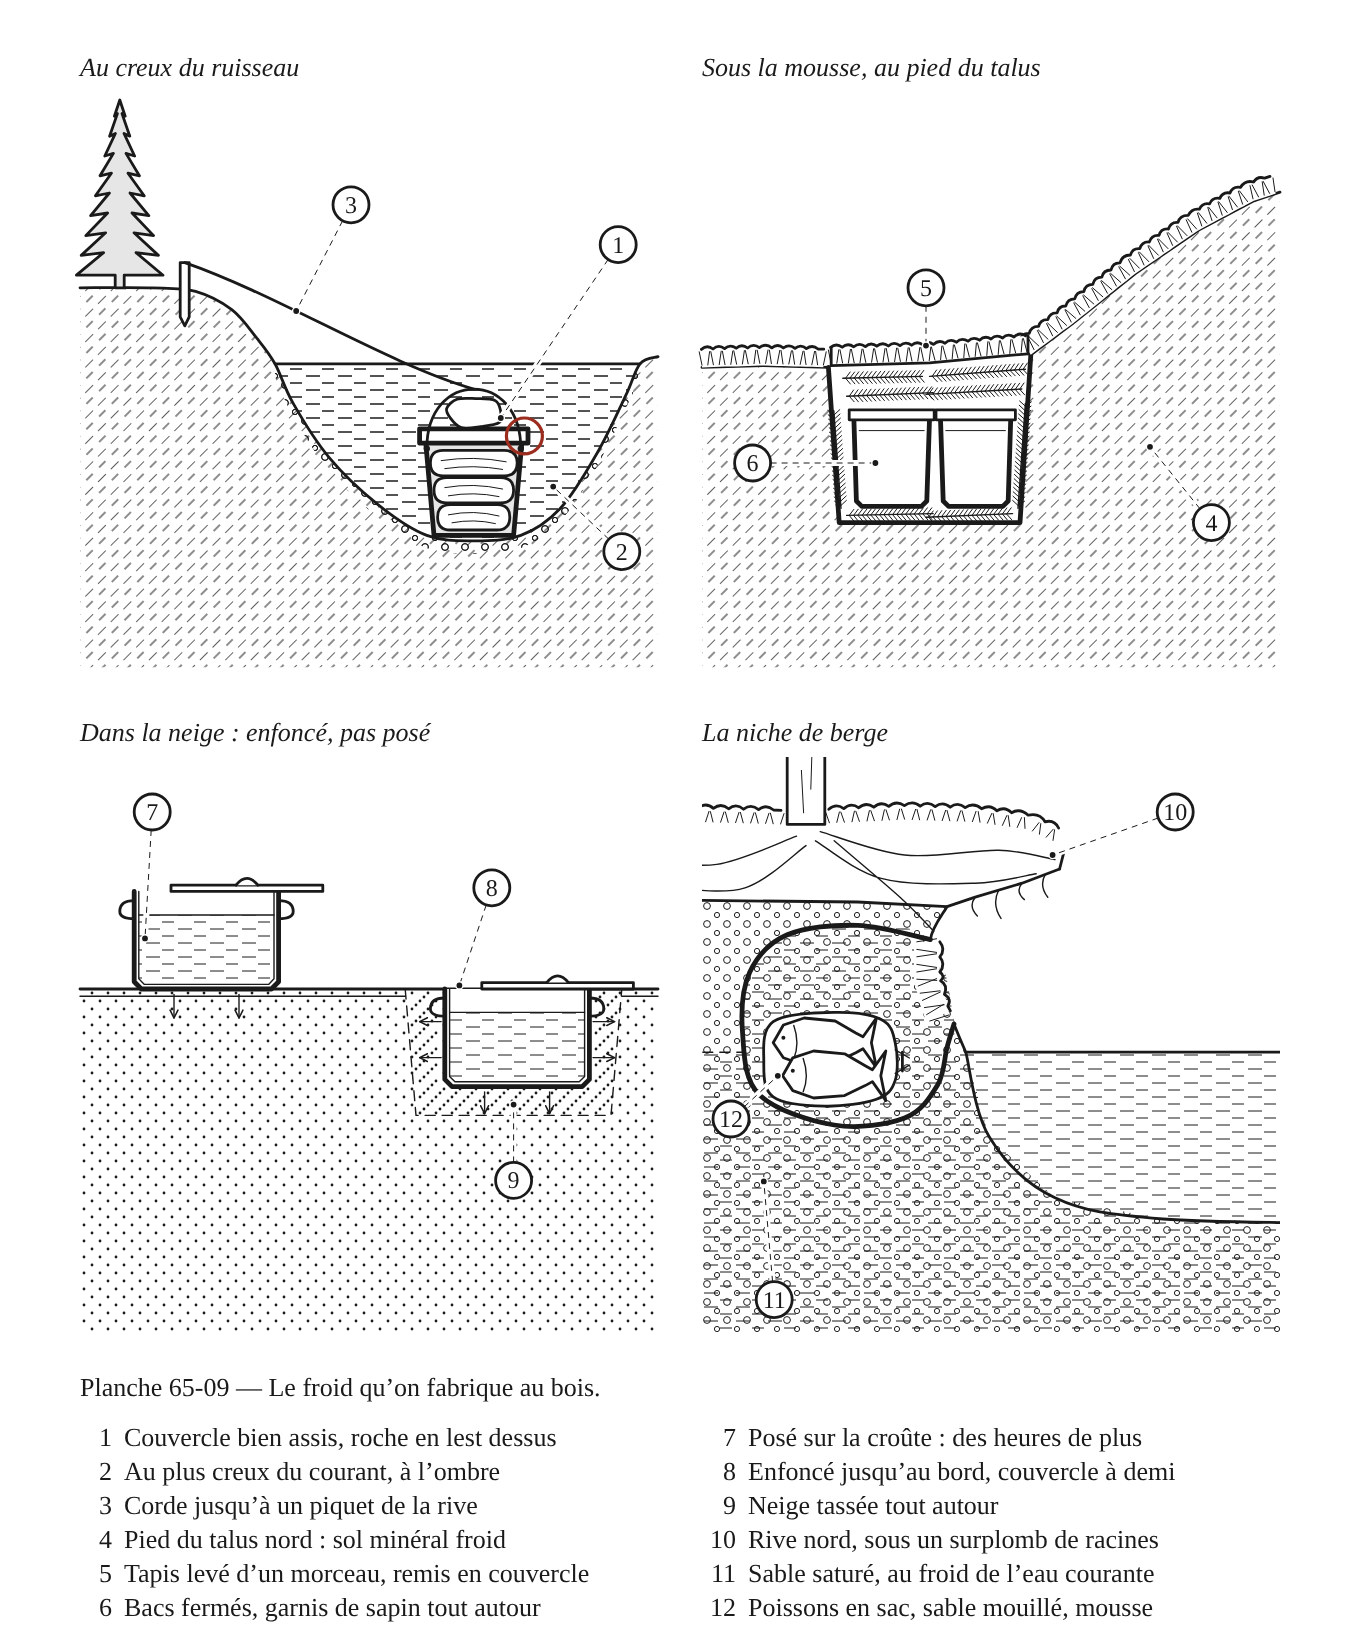 Au creux du ruisseau
Sous la mousse, au pied du talus
3
1
5
6
4
2
Dans la neige : enfoncé, pas posé
La niche de berge
7
10
8
12
9
11
Planche 65-09 — Le froid qu’on fabrique au bois.
1 Couvercle bien assis, roche en lest dessus
2 Au plus creux du courant, à l’ombre
3 Corde jusqu’à un piquet de la rive
4 Pied du talus nord : sol minéral froid
5 Tapis levé d’un morceau, remis en couvercle
6 Bacs fermés, garnis de sapin tout autour
7 Posé sur la croûte : des heures de plus
8 Enfoncé jusqu’au bord, couvercle à demi
9 Neige tassée tout autour
10 Rive nord, sous un surplomb de racines
11 Sable saturé, au froid de l’eau courante
12 Poissons en sac, sable mouillé, mousse